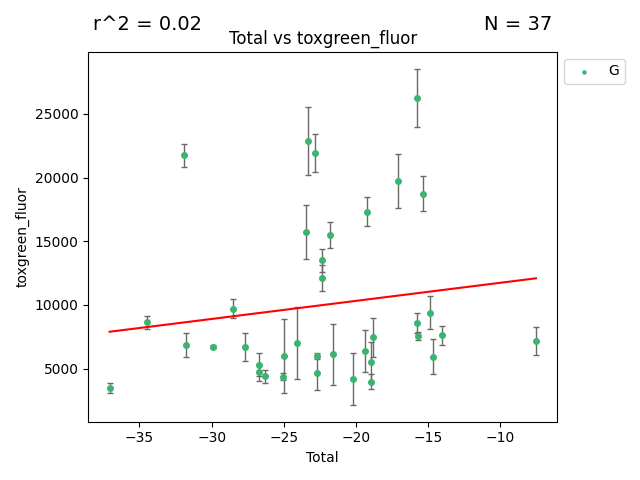 r^2 = 0.02
N = 37
Total vs toxgreen_fluor
G
toxgreen_fluor
25000
20000
15000
10000
5000
−35 −30 −25 −20 −15 −10
Total